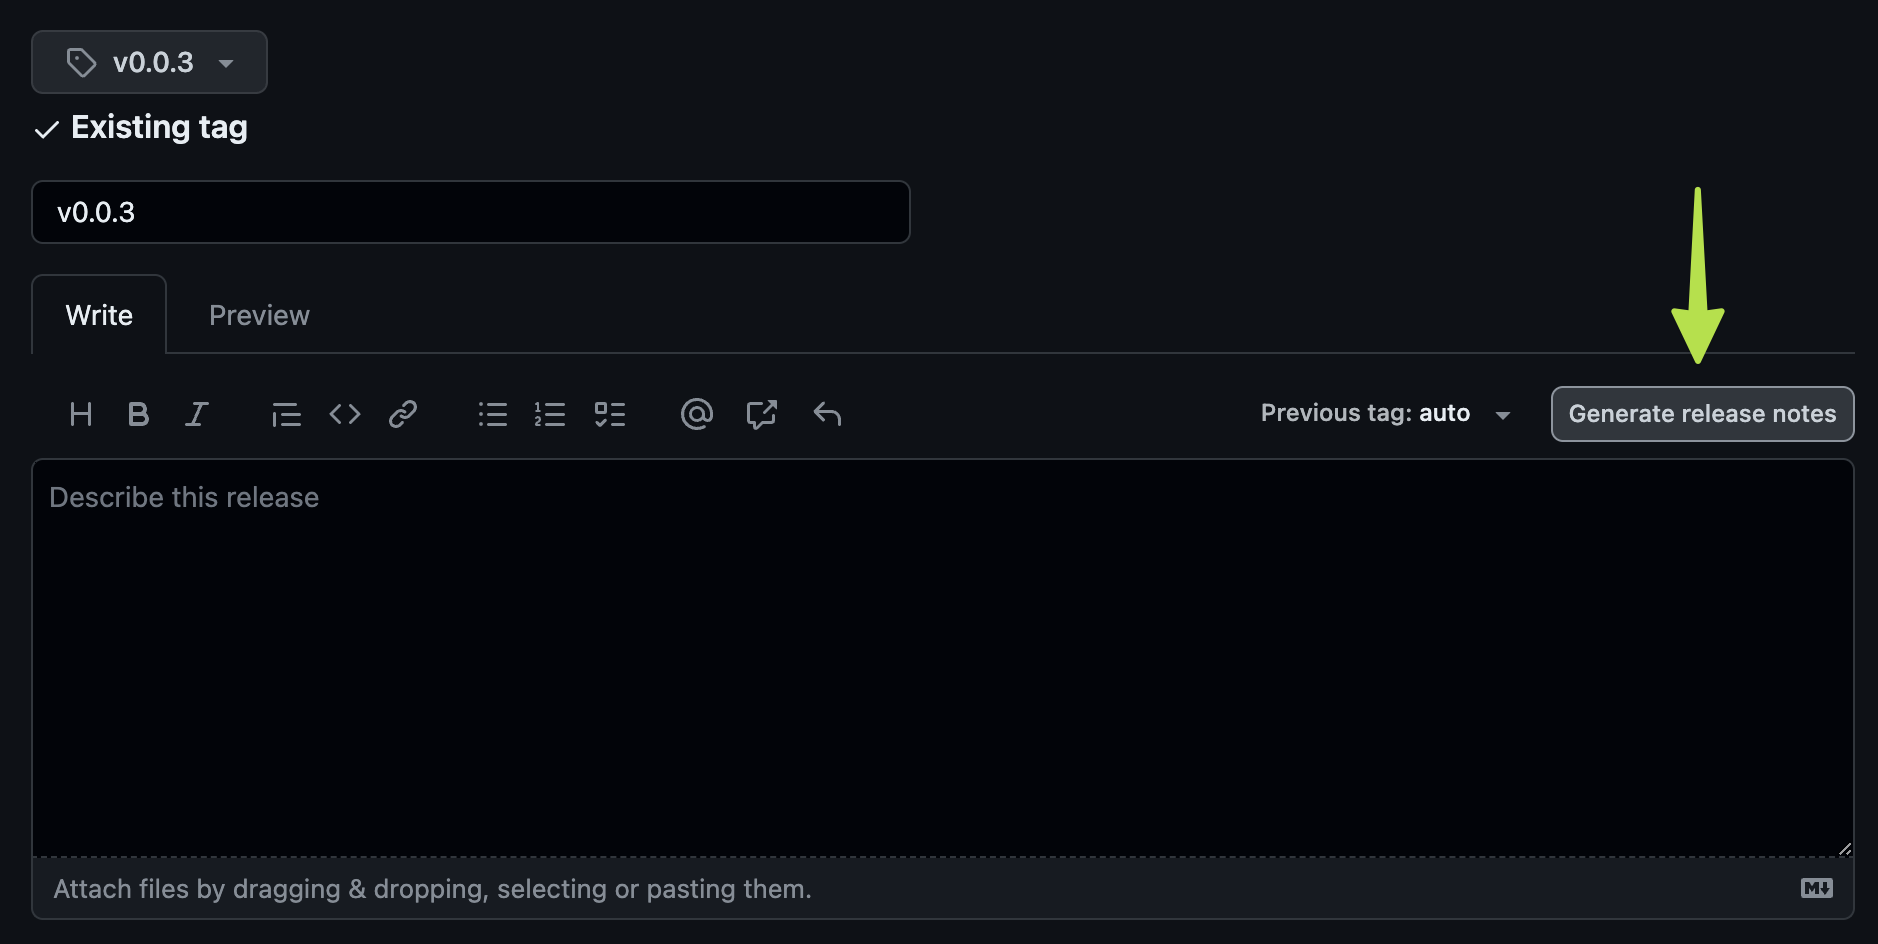 v0.0.3
Existing tag
v0.0.3
Write Preview
H B I Previous tag: auto Generate release notes
Describe this release
Attach files by dragging & dropping, selecting or pasting them.